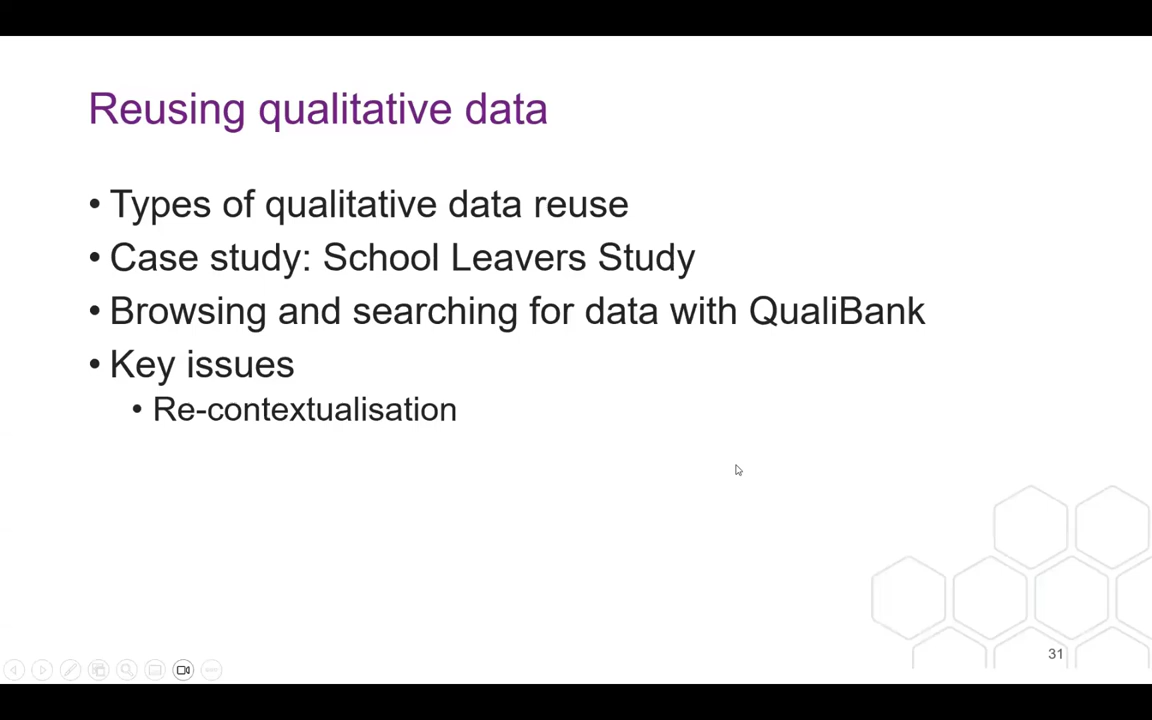 Reusing qualitative data
• Types of qualitative data reuse
• Case study: School Leavers Study
• Browsing and searching for data with QualiBank
• Key issues
• Re-contextualisation
31